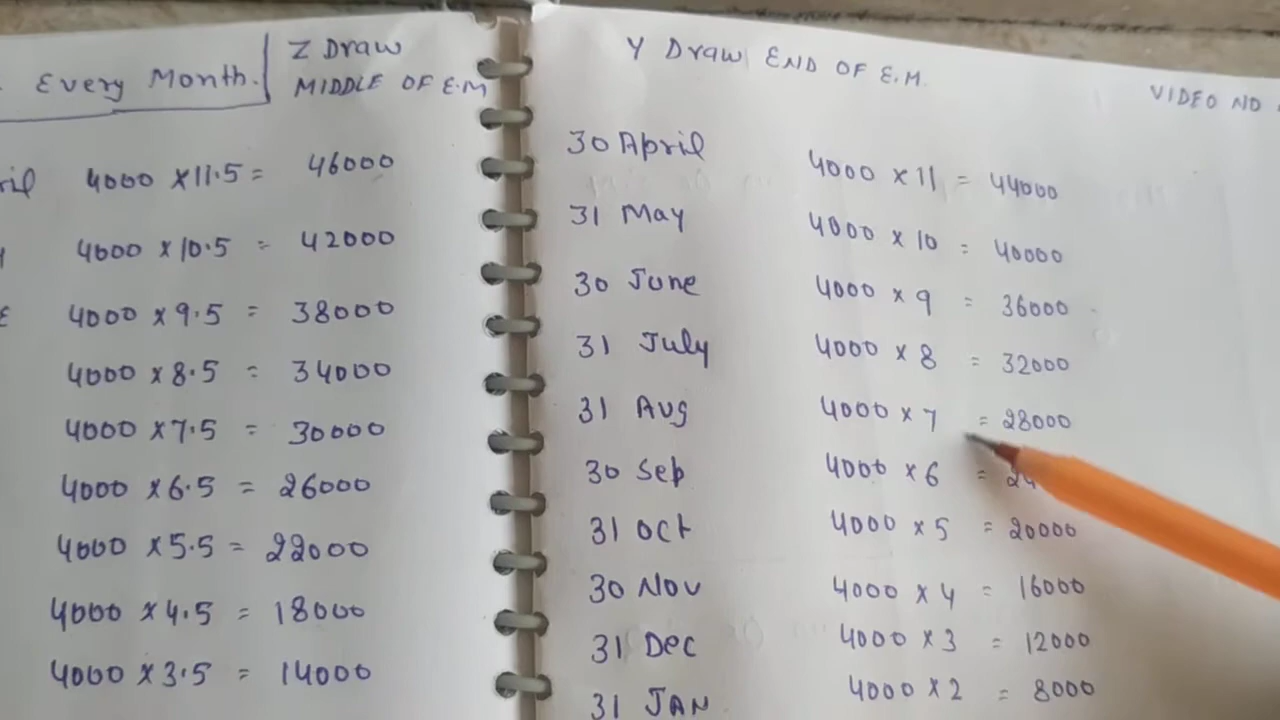 Every Month.
Z Draw
MIDDLE OF E.M
4000 × 11.5 = 46000
4000 × 10.5 = 42000
4000 × 9.5 = 38000
4000 × 8.5 = 34000
4000 × 7.5 = 30000
4000 × 6.5 = 26000
4000 × 5.5 = 22000
4000 × 4.5 = 18000
4000 × 3.5 = 14000
Y Draw END OF E.M.
VIDEO NO
30 April 4000 × 11 = 44000
31 May 4000 × 10 = 40000
30 June 4000 × 9 = 36000
31 July 4000 × 8 = 32000
31 Aug 4000 × 7 = 28000
30 Sep 4000 × 6 =
31 Oct 4000 × 5 = 20000
30 Nov 4000 × 4 = 16000
31 Dec 4000 × 3 = 12000
31 JAN 4000 × 2 = 8000